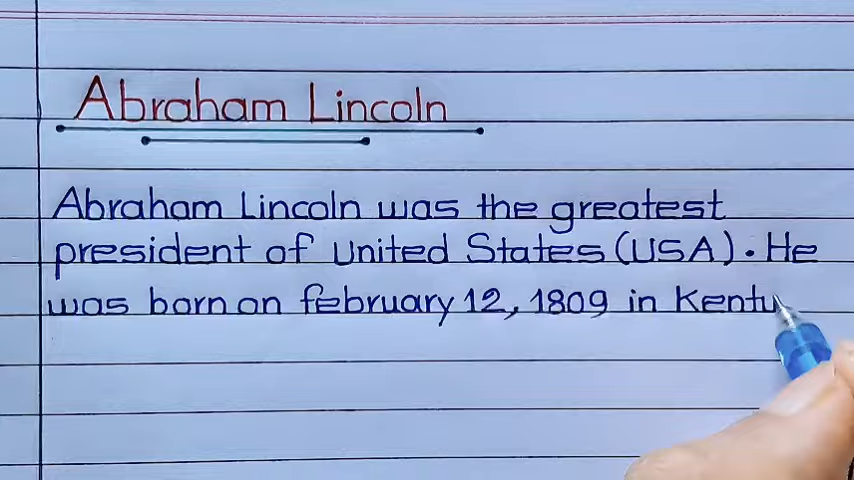 Abraham Lincoln
Abraham Lincoln was the greatest
president of United States (USA). He
was born on february 12, 1809 in Kentu